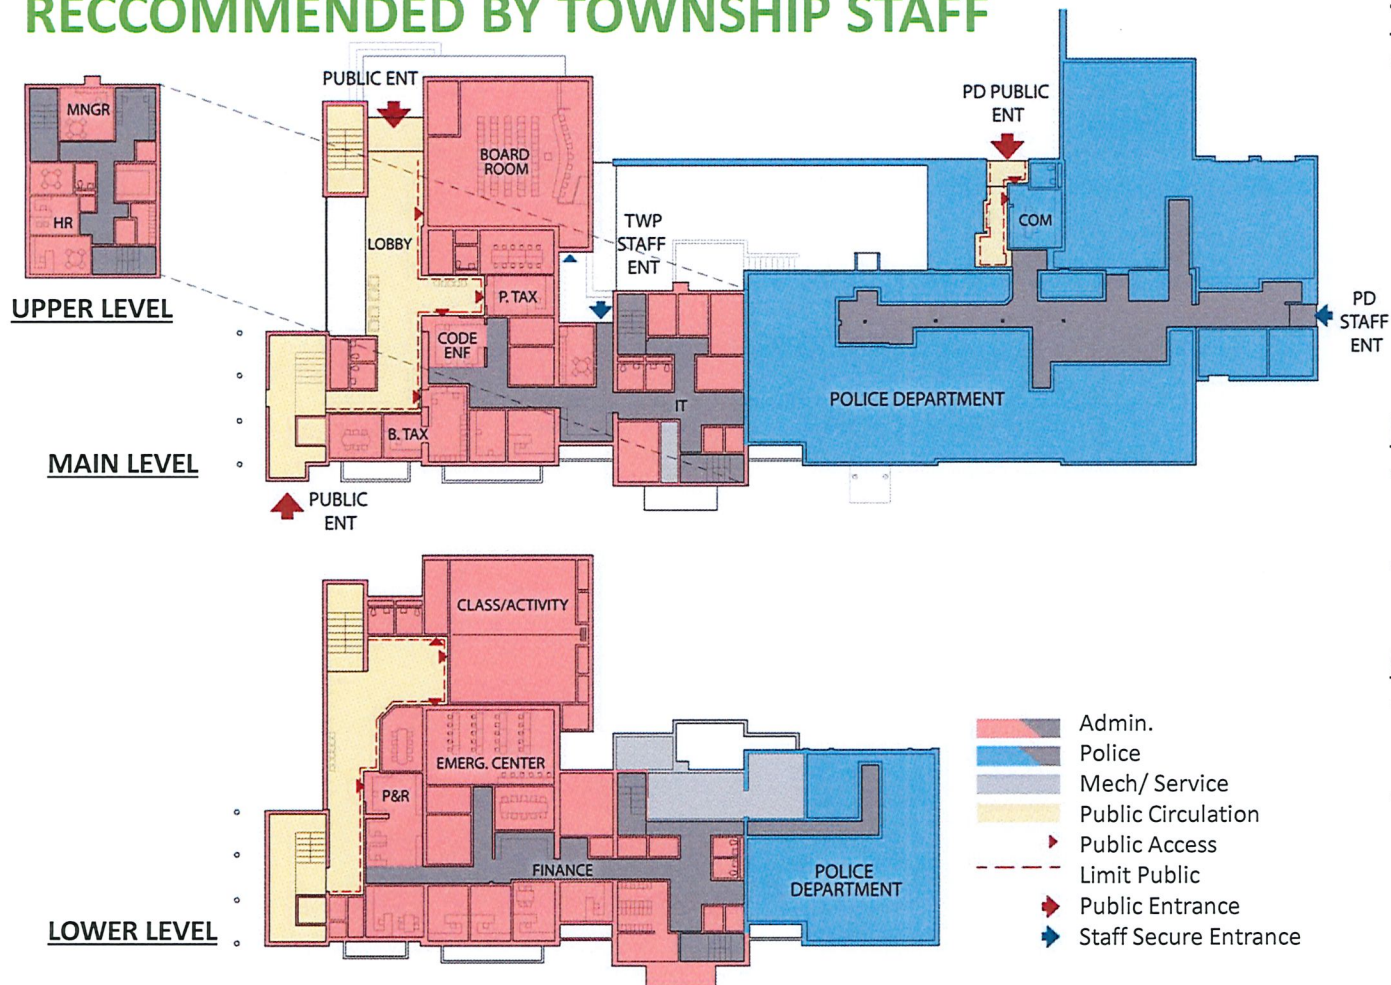 RECCOMMENDED BY TOWNSHIP STAFF
PUBLIC ENT
MNGR
HR
UPPER LEVEL
BOARD
ROOM
LOBBY
TWP
STAFF
ENT
P. TAX
CODE
ENF
B. TAX
IT
PD PUBLIC
ENT
COM
POLICE DEPARTMENT
PD
STAFF
ENT
MAIN LEVEL
PUBLIC
ENT
CLASS/ACTIVITY
EMERG. CENTER
P&R
FINANCE
POLICE
DEPARTMENT
LOWER LEVEL
Admin.
Police
Mech/ Service
Public Circulation
Public Access
Limit Public
Public Entrance
Staff Secure Entrance